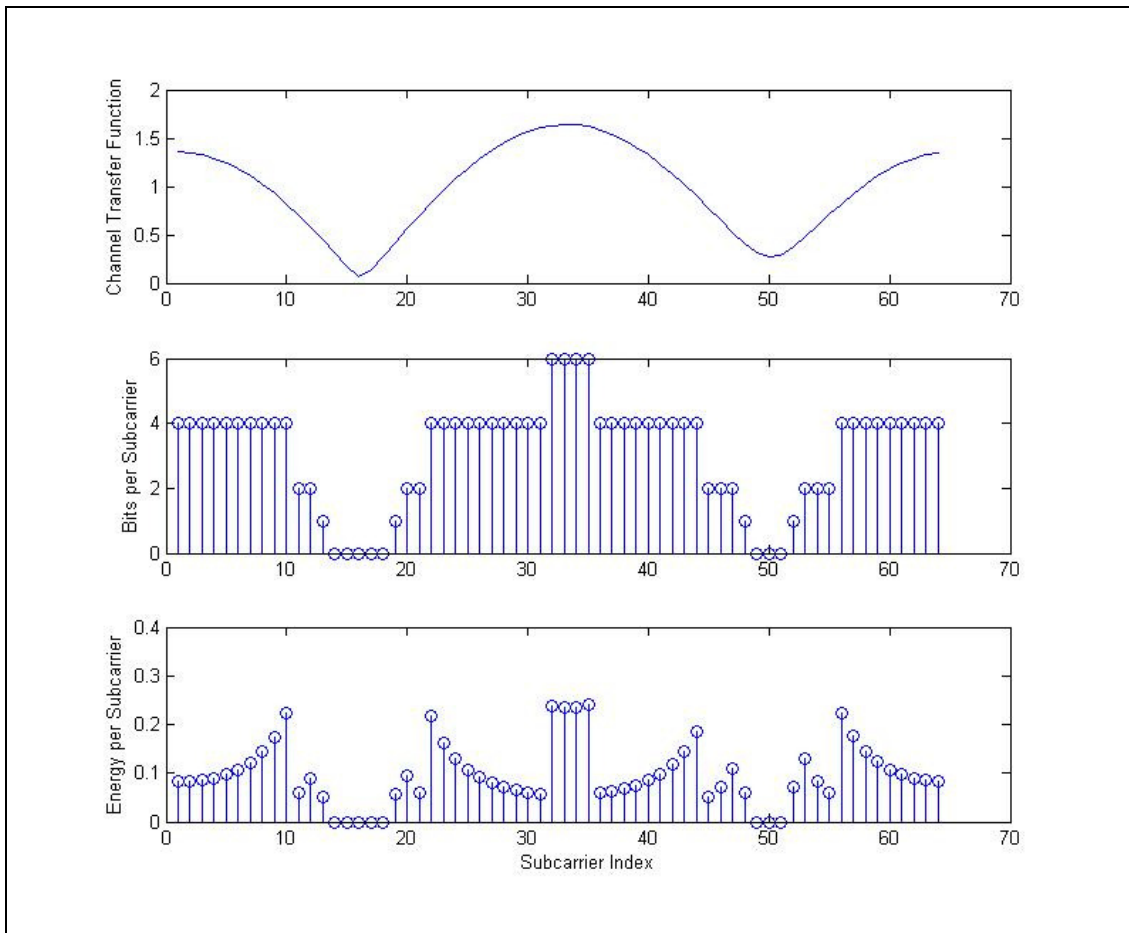 Channel Transfer Function
2
1.5
1
0.5
0
0 10 20 30 40 50 60 70
Bits per Subcarrier
6
4
2
0
0 10 20 30 40 50 60 70
Energy per Subcarrier
0.4
0.3
0.2
0.1
0
0 10 20 30 40 50 60 70
Subcarrier Index